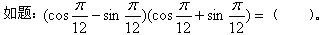 如题：(cos π/12 − sin π/12)(cos π/12 + sin π/12) = （　　）。